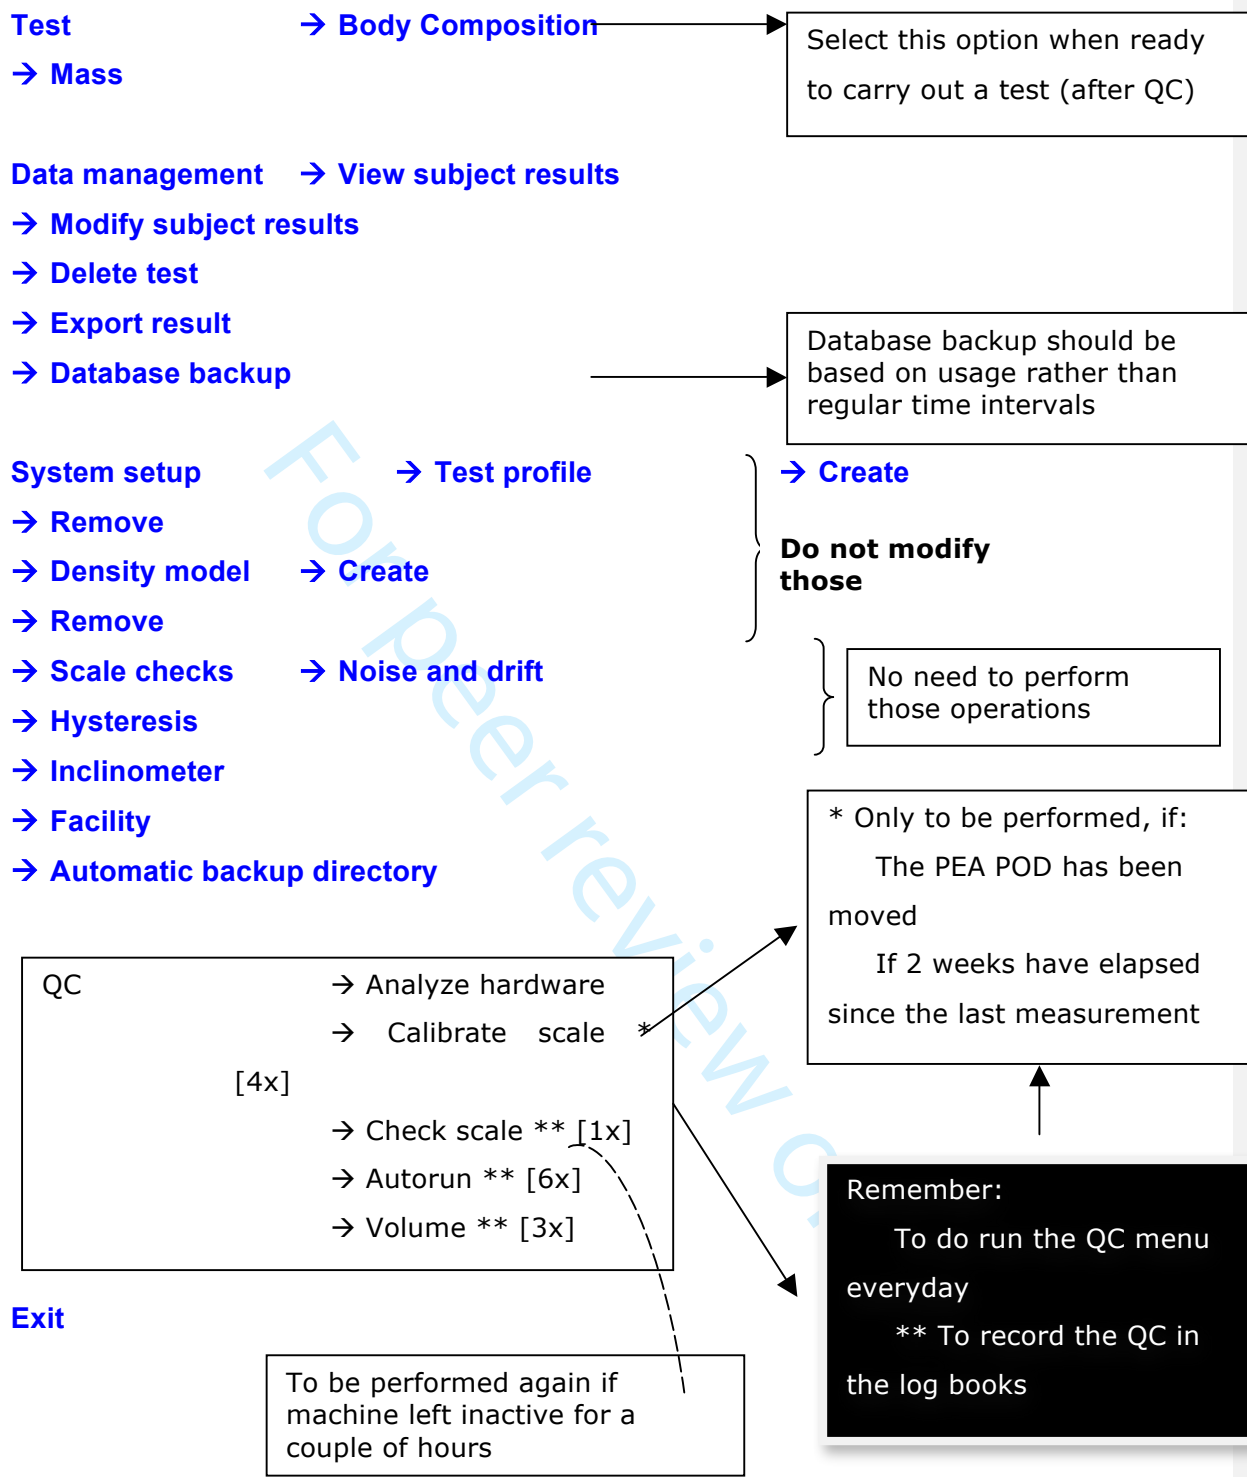 Test → Body Composition
→ Mass
Select this option when ready
to carry out a test (after QC)
Data management → View subject results
→ Modify subject results
→ Delete test
→ Export result
→ Database backup
Database backup should be
based on usage rather than
regular time intervals
System setup → Test profile → Create
→ Remove
→ Density model → Create
→ Remove
Do not modify
those
→ Scale checks → Noise and drift
→ Hysteresis
→ Inclinometer
No need to perform
those operations
→ Facility
→ Automatic backup directory
* Only to be performed, if:
The PEA POD has been
moved
If 2 weeks have elapsed
since the last measurement
QC → Analyze hardware
→ Calibrate scale *
[4x]
→ Check scale ** [1x]
→ Autorun ** [6x]
→ Volume ** [3x]
Remember:
To do run the QC menu
everyday
** To record the QC in
the log books
Exit
To be performed again if
machine left inactive for a
couple of hours
For peer review o